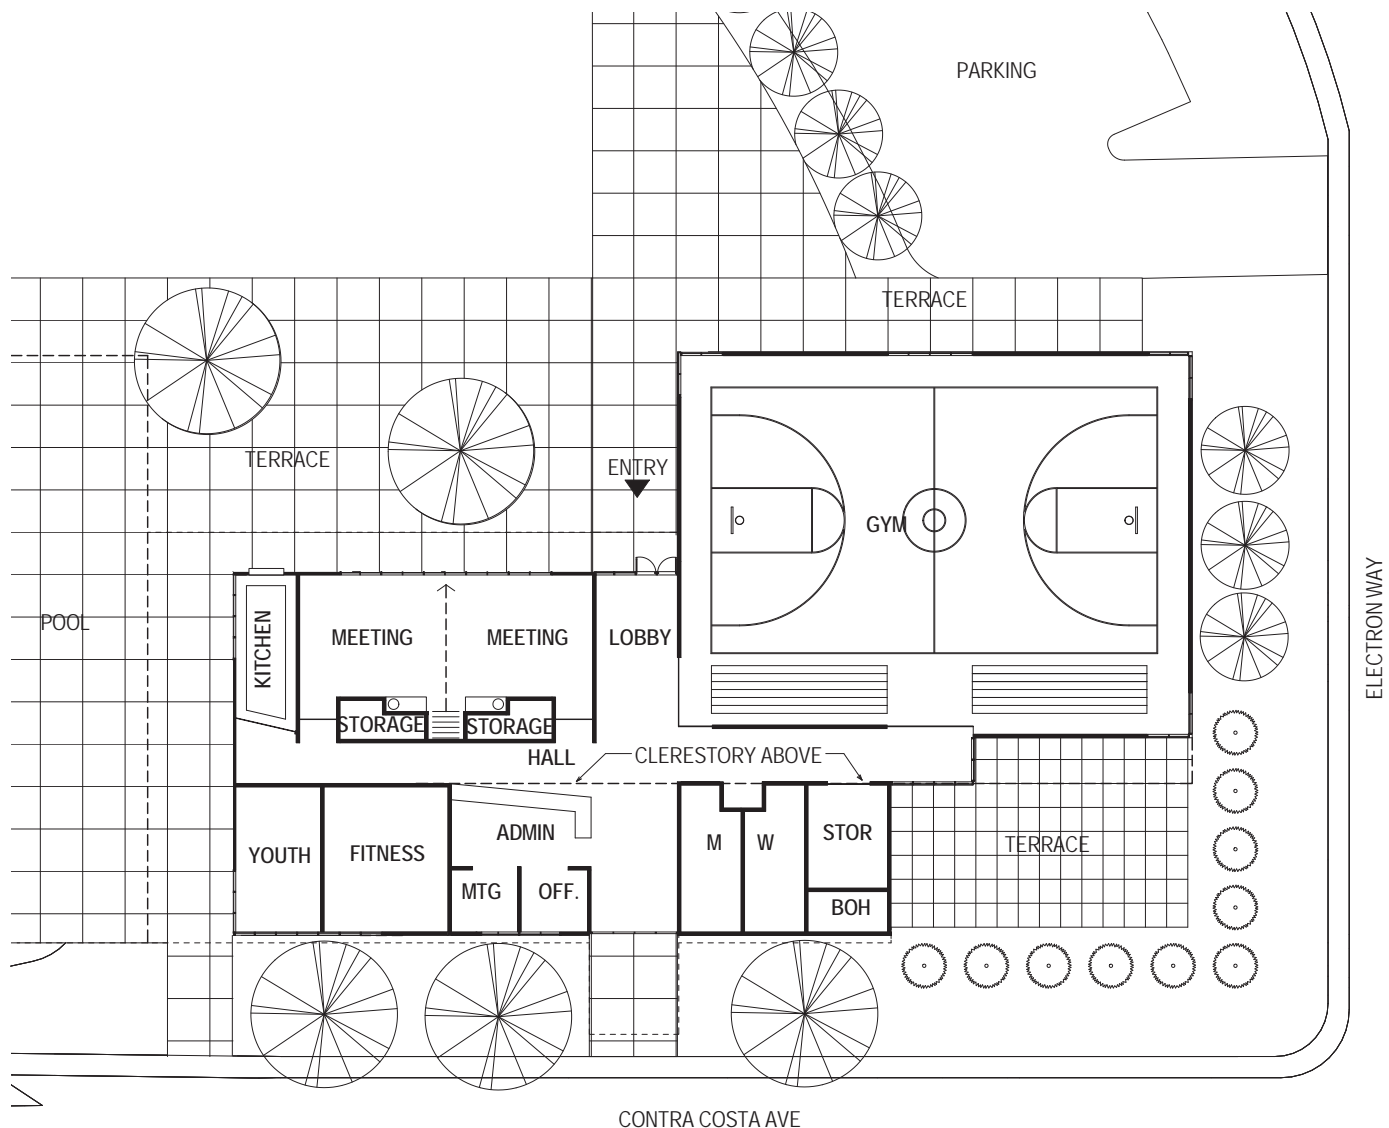 PARKING
TERRACE
TERRACE
ENTRY
GYM
ELECTRON WAY
POOL
KITCHEN
MEETING
MEETING
LOBBY
STORAGE
STORAGE
HALL
CLERESTORY ABOVE
YOUTH
FITNESS
ADMIN
M
W
STOR
TERRACE
MTG
OFF.
BOH
CONTRA COSTA AVE